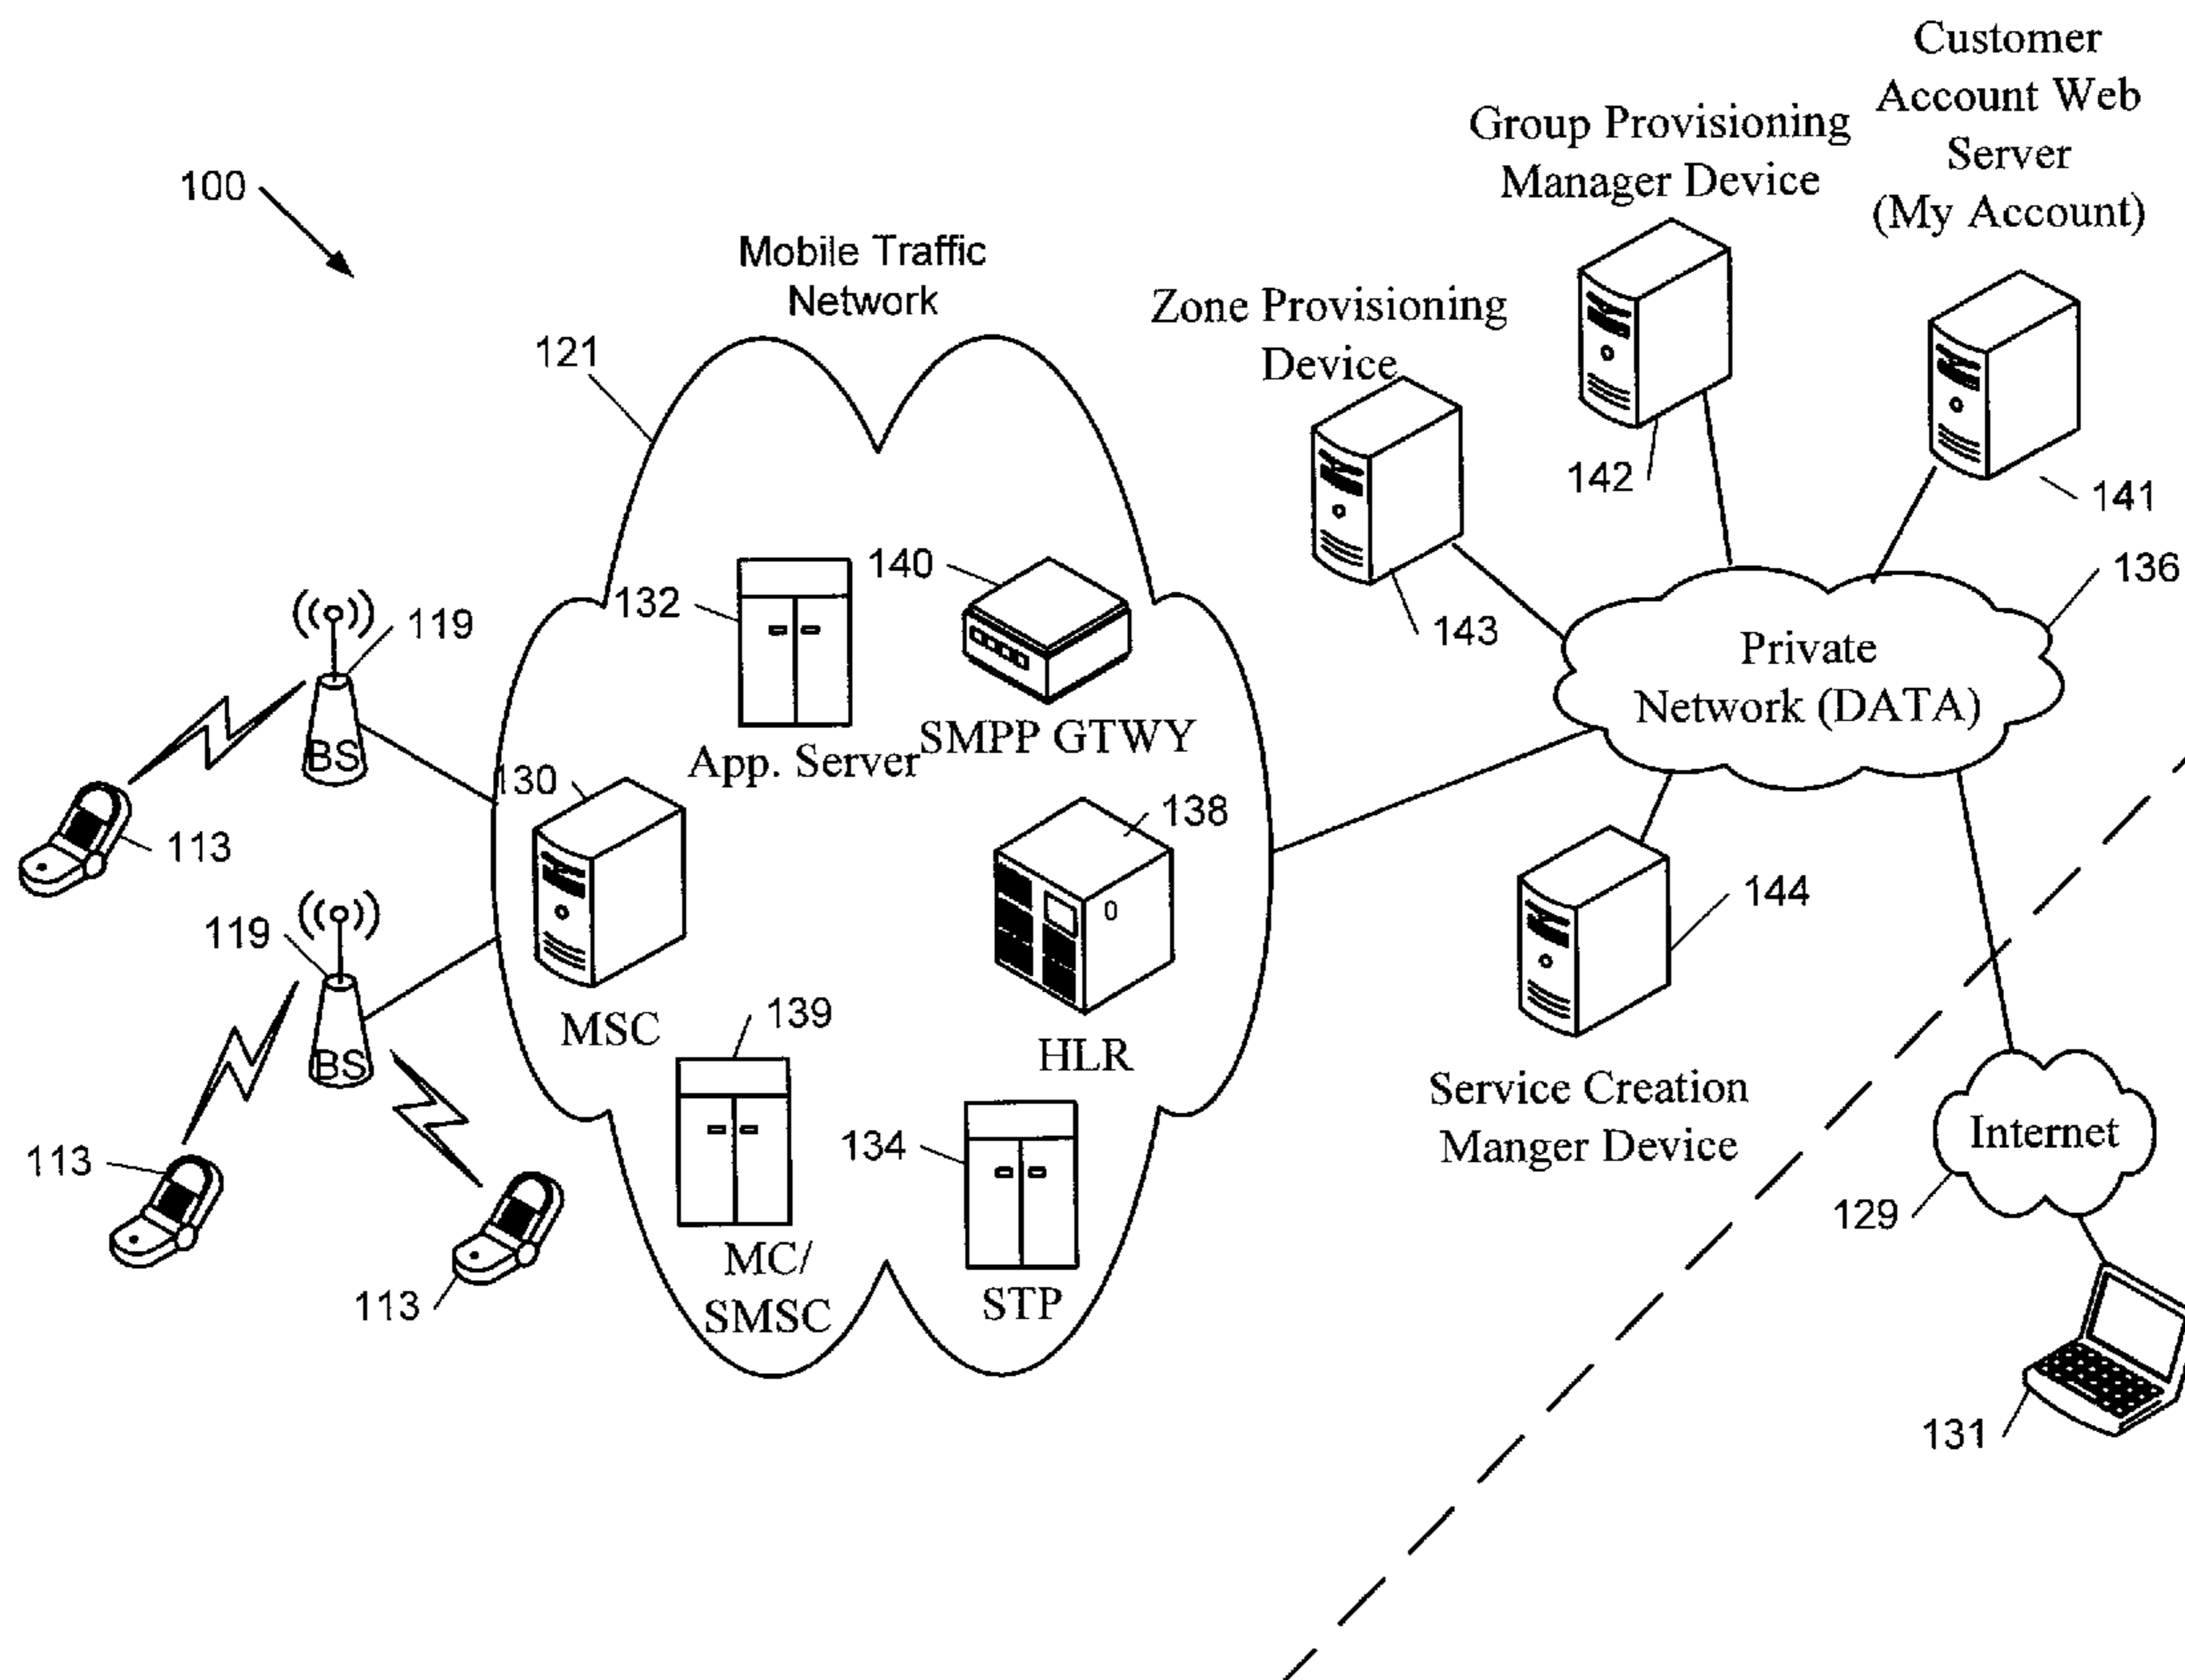 Customer
Account Web
Server
(My Account)
Group Provisioning
Manager Device
100
Mobile Traffic
Network
Zone Provisioning
Device
121
142
141
140
136
132
119
143
Private
Network (DATA)
SMPP GTWY
App. Server
BS
130
138
113
144
119
139
MSC
HLR
BS
Service Creation
Manger Device
Internet
134
113
129
MC/
SMSC
STP
113
131